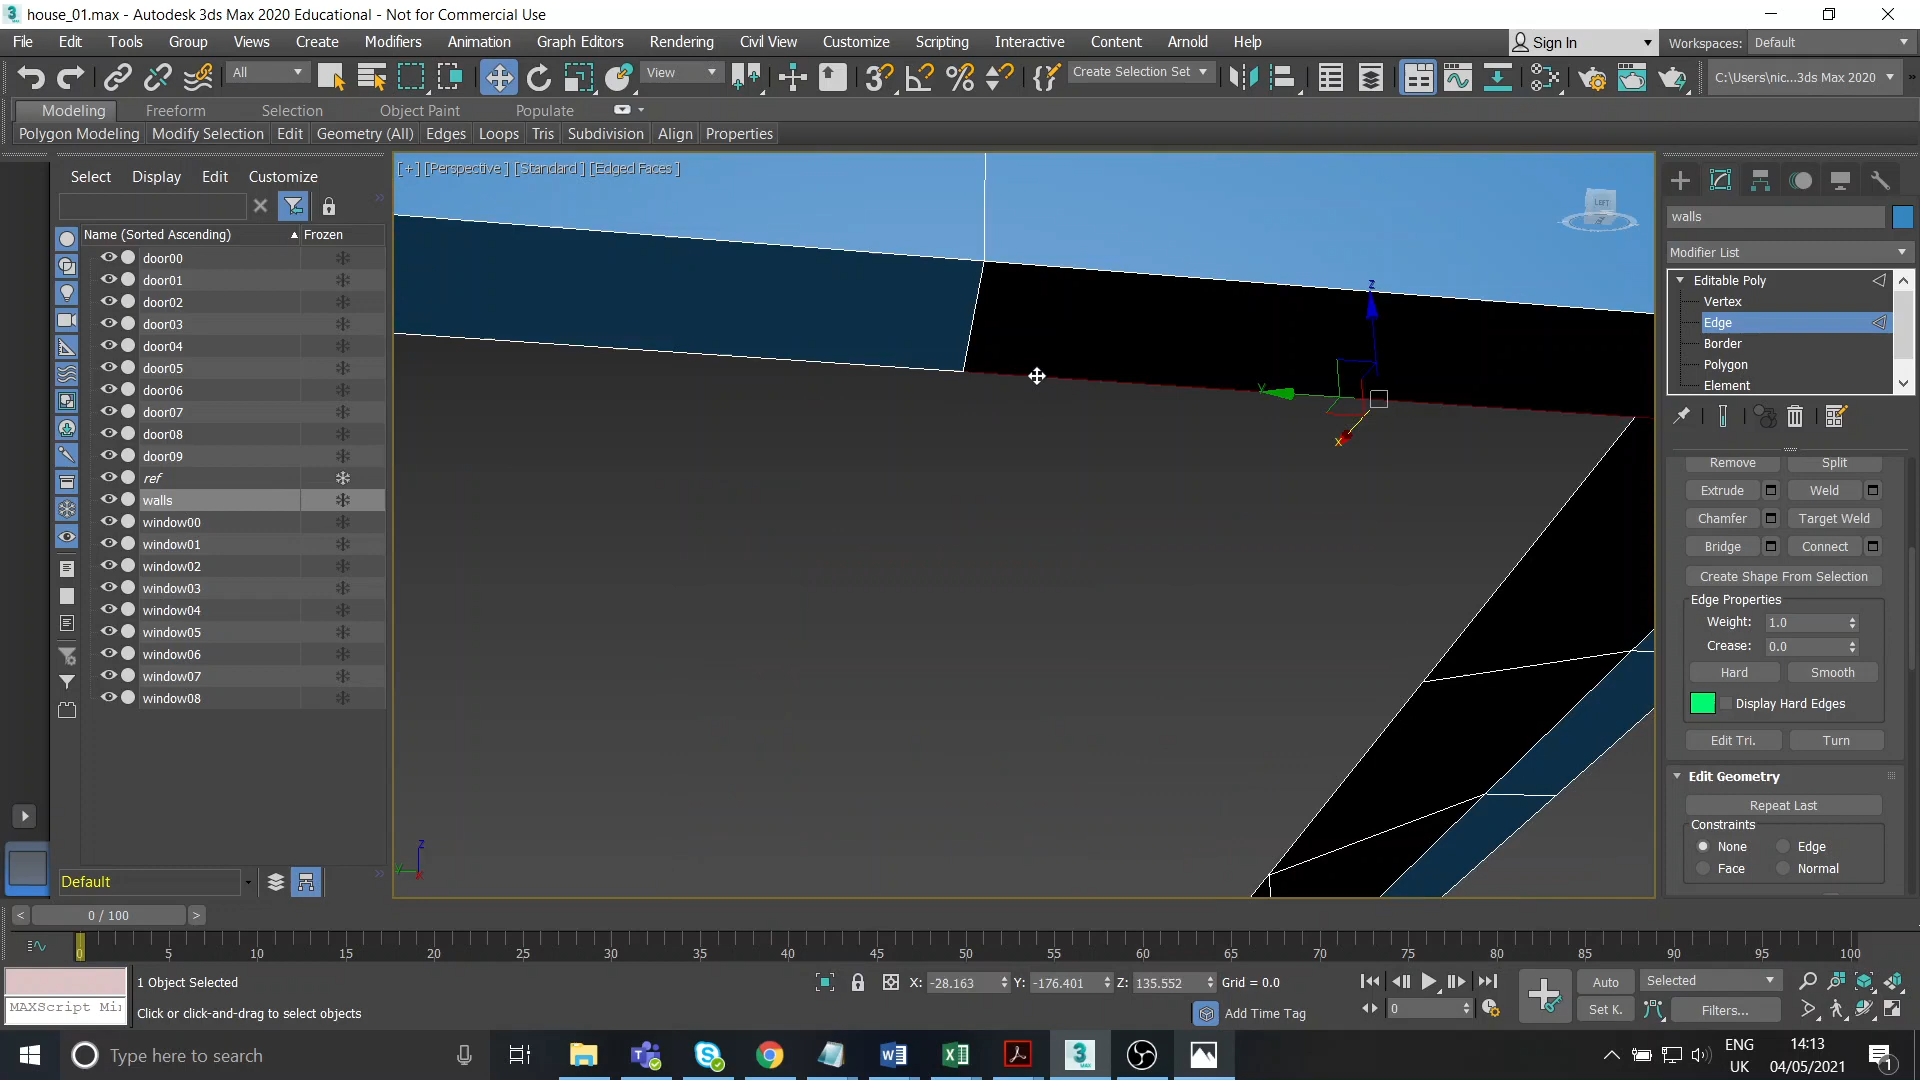 house_01.max - Autodesk 3ds Max 2020 Educational - Not for Commercial Use
File Edit Tools Group Views Create Modifiers Animation Graph Editors Rendering Civil View Customize Scripting Interactive Content Arnold Help
Sign In
Workspaces: Default
All
View
Create Selection Set
C:\Users\nic...3ds Max 2020
Modeling Freeform Selection Object Paint Populate
Polygon Modeling Modify Selection Edit Geometry (All) Edges Loops Tris Subdivision Align Properties
Select Display Edit Customize
Name (Sorted Ascending) Frozen
door00
door01
door02
door03
door04
door05
door06
door07
door08
door09
ref
walls
window00
window01
window02
window03
window04
window05
window06
window07
window08
Default
[+] [Perspective ] [Standard ] [Edged Faces ]
LEFT
z
y
x
z
y
x
walls
Modifier List
Editable Poly
Vertex
Edge
Border
Polygon
Element
Remove Split
Extrude Weld
Chamfer Target Weld
Bridge Connect
Create Shape From Selection
Edge Properties
Weight: 1.0
Crease: 0.0
Hard Smooth
Display Hard Edges
Edit Tri. Turn
Edit Geometry
Repeat Last
Constraints
None Edge
Face Normal
< 0 / 100 >
0 5 10 15 20 25 30 35 40 45 50 55 60 65 70 75 80 85 90 95 100
1 Object Selected
X: -28.163 Y: -176.401 Z: 135.552 Grid = 0.0
Auto Selected
MAXScript Mi
Click or click-and-drag to select objects
Add Time Tag
0
Set K. Filters...
Type here to search
ENG
UK
14:13
04/05/2021
1